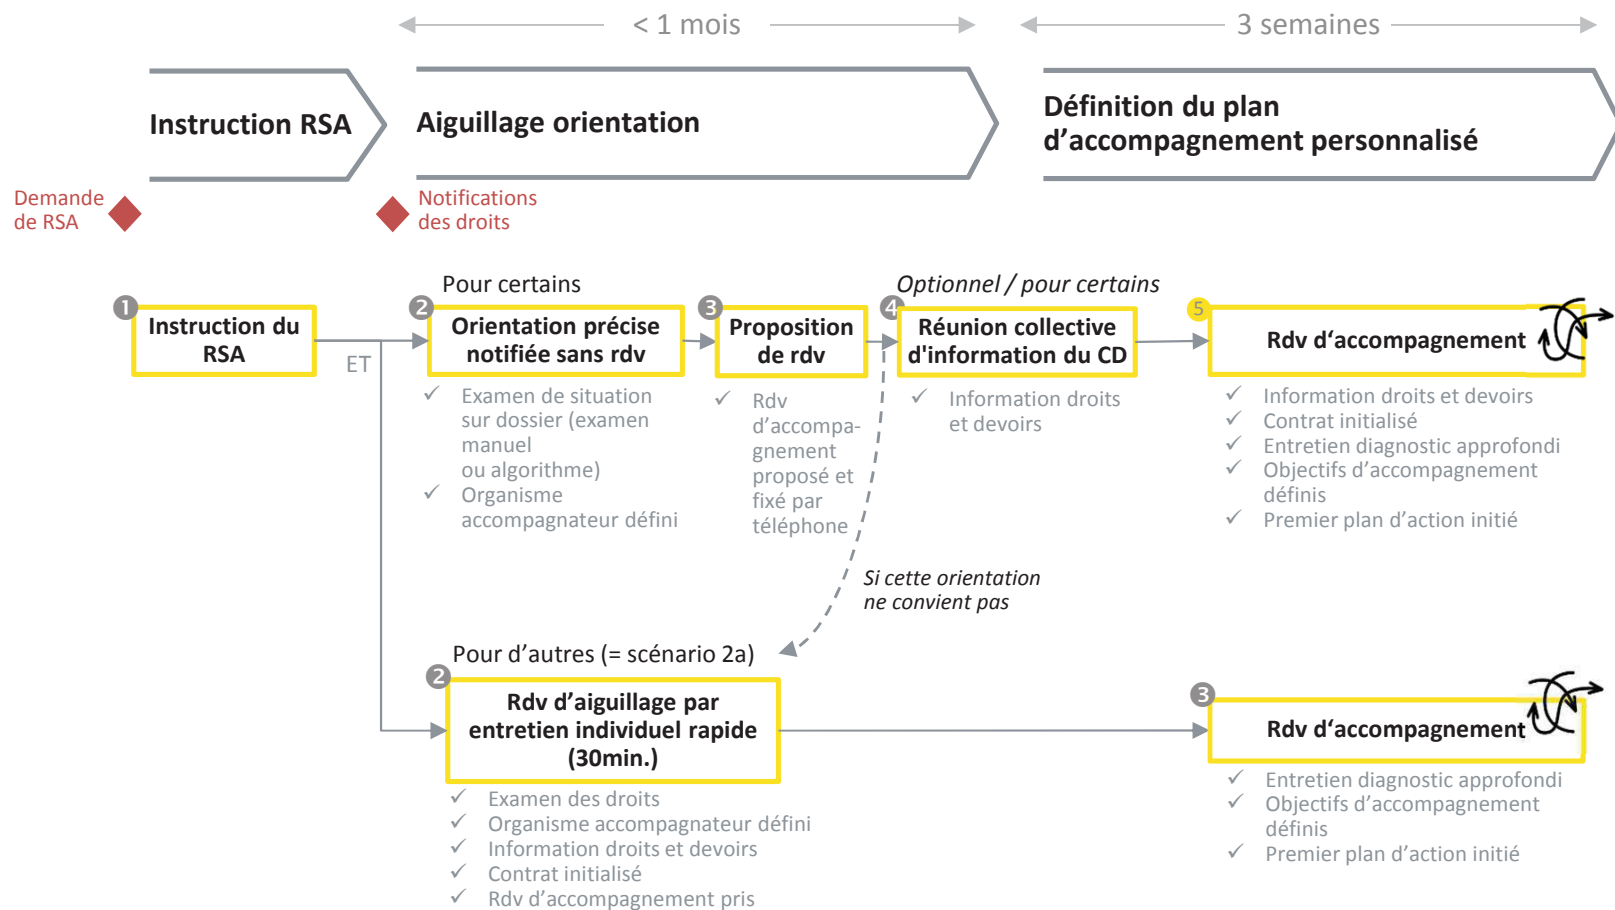 < 1 mois
3 semaines
Instruction RSA
Aiguillage orientation
Définition du plan
d'accompagnement personnalisé
Demande
de RSA
Notifications
des droits
Pour certains
Optionnel / pour certains
1
Instruction du
RSA
ET
2
Orientation précise
notifiée sans rdv
✓ Examen de situation
sur dossier (examen
manuel
ou algorithme)
✓ Organisme
accompagnateur défini
3
Proposition
de rdv
✓ Rdv
d'accompa-
gnement
proposé et
fixé par
téléphone
4
Réunion collective
d'information du CD
✓ Information droits
et devoirs
5
Rdv d'accompagnement
✓ Information droits et devoirs
✓ Contrat initialisé
✓ Entretien diagnostic approfondi
✓ Objectifs d'accompagnement
définis
✓ Premier plan d'action initié
Si cette orientation
ne convient pas
Pour d'autres (= scénario 2a)
2
Rdv d'aiguillage par
entretien individuel rapide
(30min.)
✓ Examen des droits
✓ Organisme accompagnateur défini
✓ Information droits et devoirs
✓ Contrat initialisé
✓ Rdv d'accompagnement pris
3
Rdv d'accompagnement
✓ Entretien diagnostic approfondi
✓ Objectifs d'accompagnement
définis
✓ Premier plan d'action initié